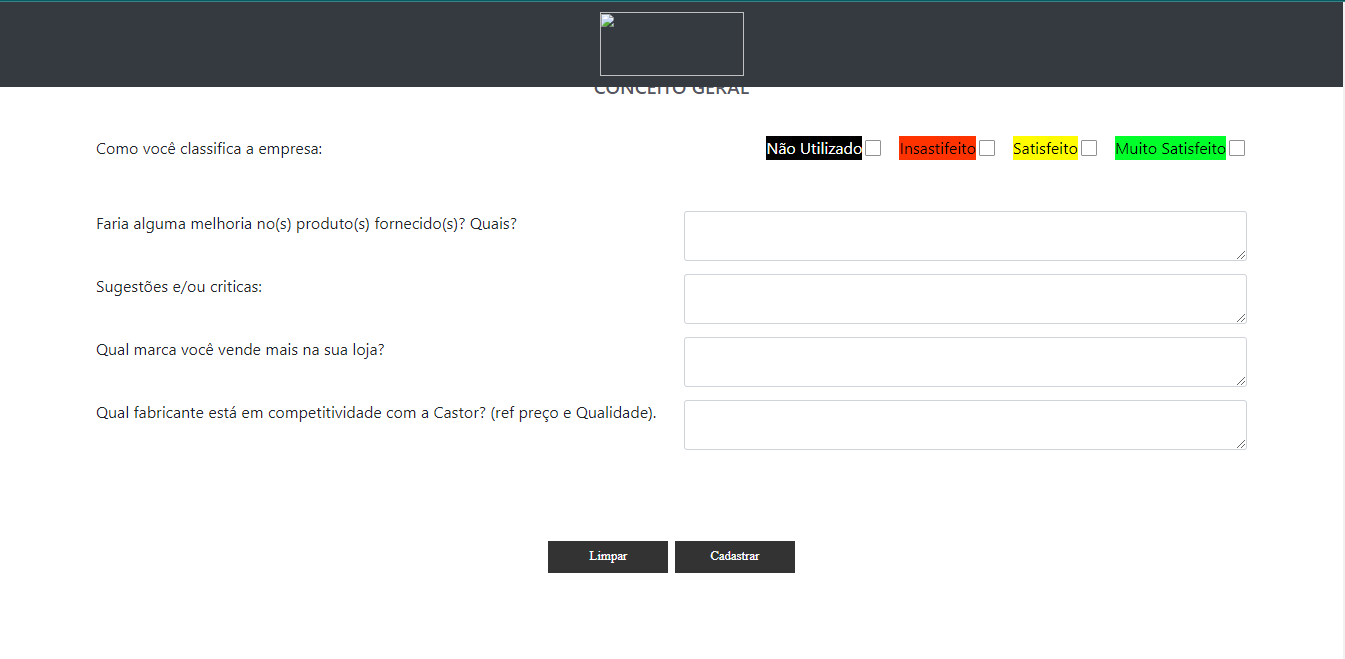 CONCEITO GERAL
Como você classifica a empresa: Não Utilizado Insastifeito Satisfeito Muito Satisfeito
Faria alguma melhoria no(s) produto(s) fornecido(s)? Quais?
Sugestões e/ou criticas:
Qual marca você vende mais na sua loja?
Qual fabricante está em competitividade com a Castor? (ref preço e Qualidade).
Limpar Cadastrar